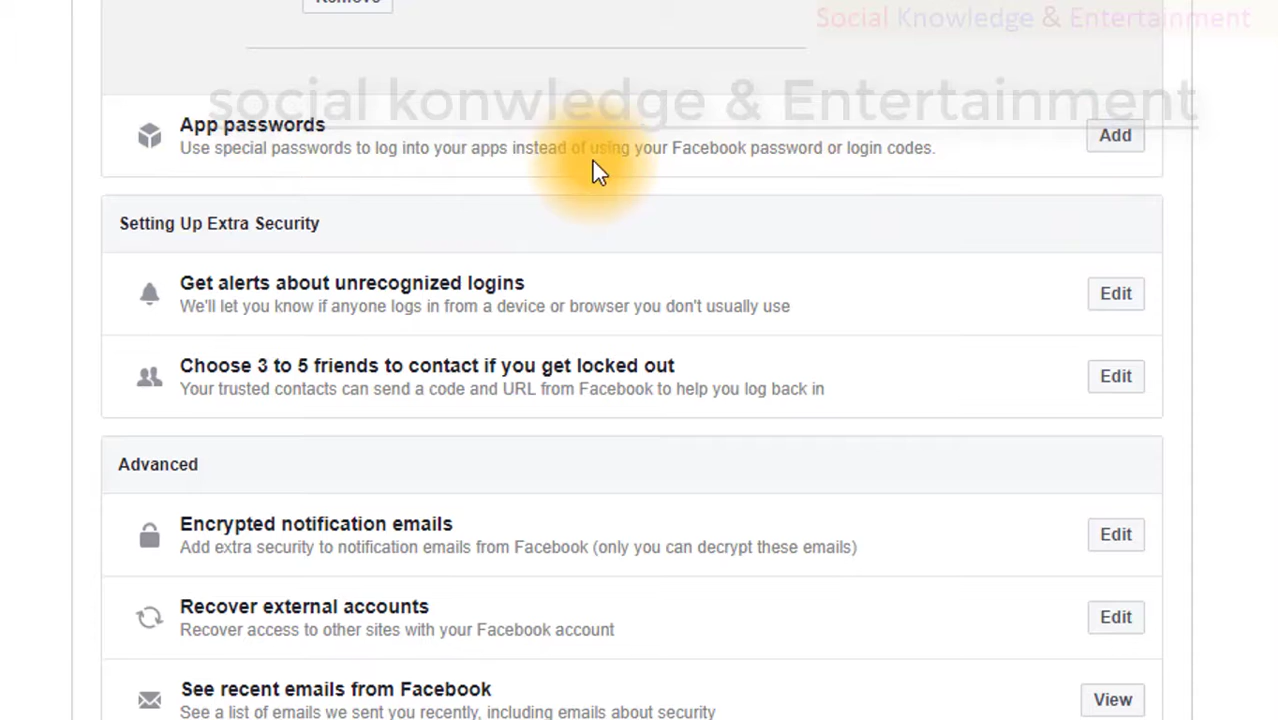 Remove
Social Knowledge & Entertainment
social konwledge & Entertainment
App passwords
Use special passwords to log into your apps instead of using your Facebook password or login codes.
Add
Setting Up Extra Security
Get alerts about unrecognized logins
We'll let you know if anyone logs in from a device or browser you don't usually use
Edit
Choose 3 to 5 friends to contact if you get locked out
Your trusted contacts can send a code and URL from Facebook to help you log back in
Edit
Advanced
Encrypted notification emails
Add extra security to notification emails from Facebook (only you can decrypt these emails)
Edit
Recover external accounts
Recover access to other sites with your Facebook account
Edit
See recent emails from Facebook
See a list of emails we sent you recently, including emails about security
View